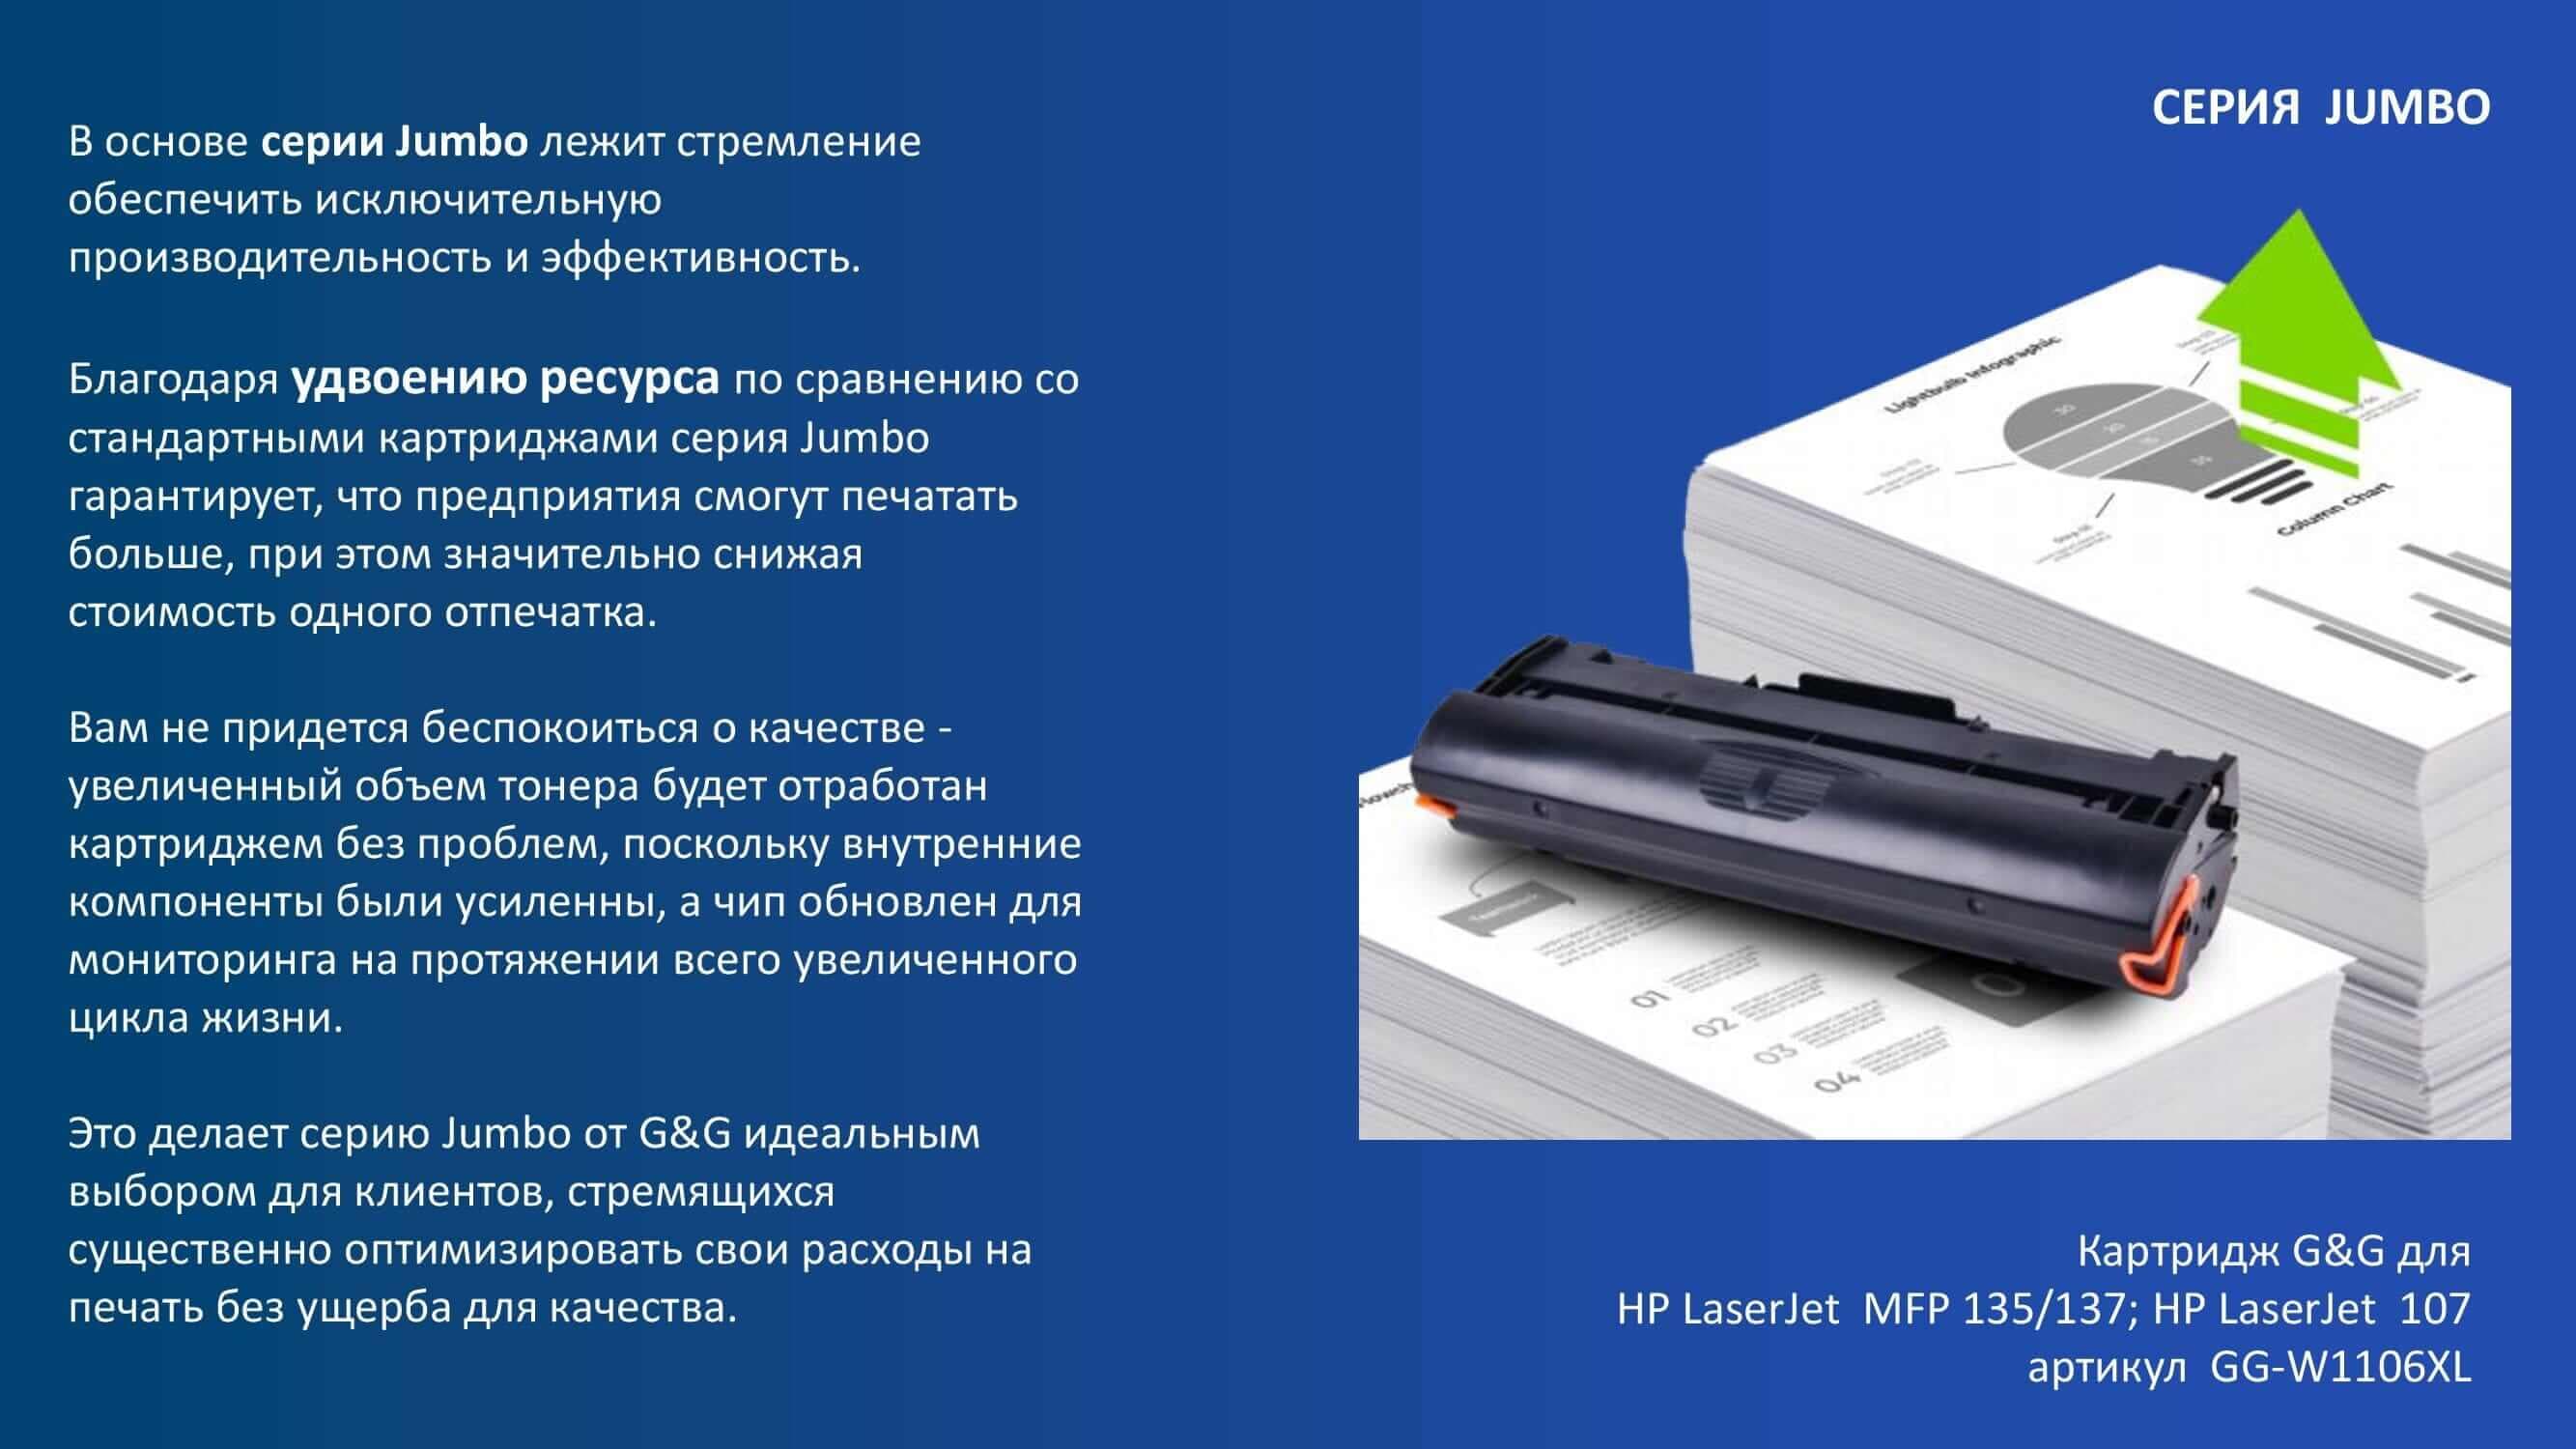 СЕРИЯ JUMBO
В основе серии Jumbo лежит стремление
обеспечить исключительную
производительность и эффективность.
Благодаря удвоению ресурса по сравнению со
стандартными картриджами серия Jumbo
гарантирует, что предприятия смогут печатать
больше, при этом значительно снижая
стоимость одного отпечатка.
Вам не придется беспокоиться о качестве -
увеличенный объем тонера будет отработан
картриджем без проблем, поскольку внутренние
компоненты были усиленны, а чип обновлен для
мониторинга на протяжении всего увеличенного
цикла жизни.
Это делает серию Jumbo от G&G идеальным
выбором для клиентов, стремящихся
существенно оптимизировать свои расходы на
печать без ущерба для качества.
Lightbulb Infographic
30
20
Column Chart
01
02
03
04
Картридж G&G для
HP LaserJet MFP 135/137; HP LaserJet 107
артикул GG-W1106XL